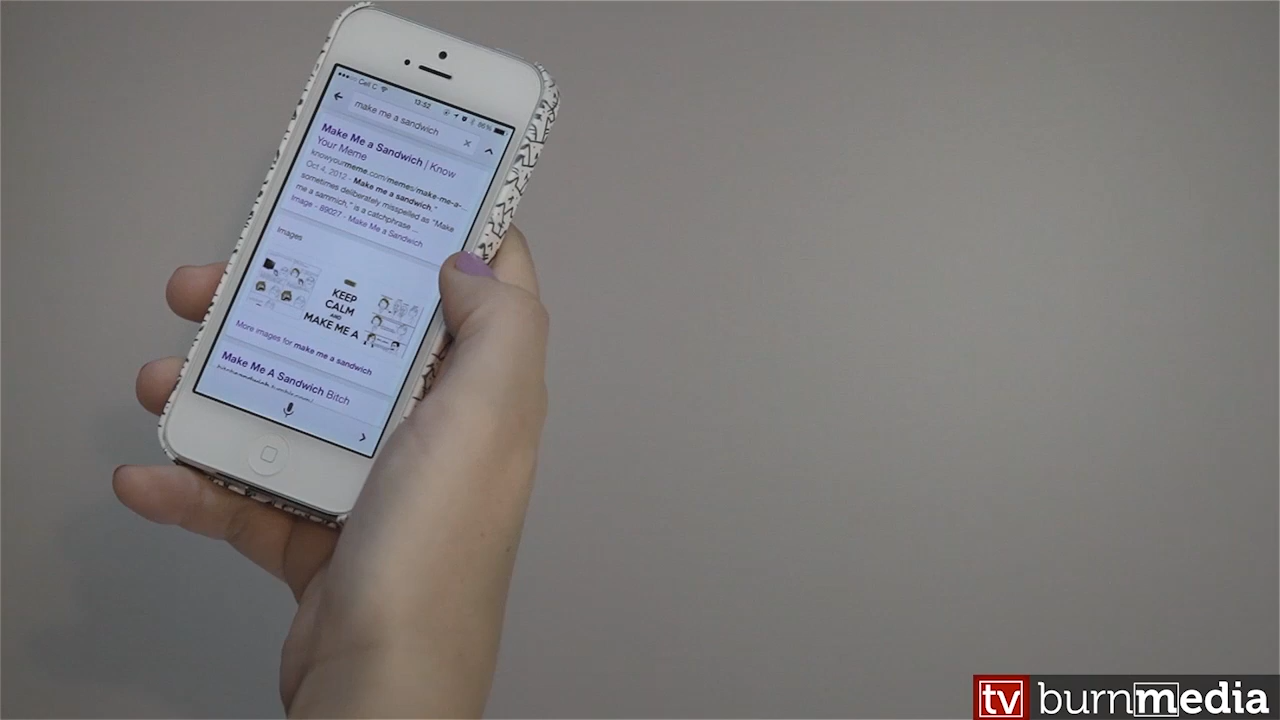 Cell C
13:52
86%
make me a sandwich
Make Me a Sandwich | Know
Your Meme
knowyourmeme.com/memes/make-me-a-...
Oct 4, 2012 - Make me a sandwich,"
sometimes deliberately misspelled as "Make
me a sammich," is a catchphrase ...
Image - 89027 - Make Me a Sandwich
Images
KEEP
CALM
AND
MAKE ME A
More images for make me a sandwich
Make Me A Sandwich Bitch
tv burnmedia